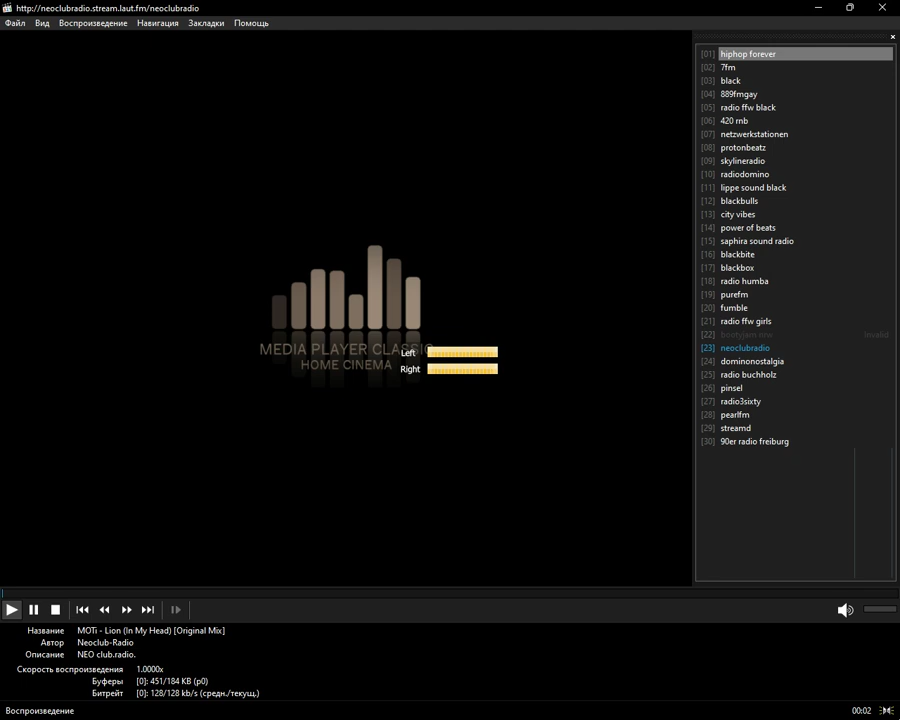 http://neoclubradio.stream.laut.fm/neoclubradio
Файл Вид Воспроизведение Навигация Закладки Помощь
[01] hiphop forever
[02] 7fm
[03] black
[04] 889fmgay
[05] radio ffw black
[06] 420 rnb
[07] netzwerkstationen
[08] protonbeatz
[09] skylineradio
[10] radiodomino
[11] lippe sound black
[12] blackbulls
[13] city vibes
[14] power of beats
[15] saphira sound radio
[16] blackbite
[17] blackbox
[18] radio humba
[19] purefm
[20] fumble
[21] radio ffw girls
[22] bootyjam rmx Invalid
[23] neoclubradio
[24] dominonostalgia
[25] radio buchholz
[26] pinsel
[27] radio3sixty
[28] pearlfm
[29] streamd
[30] 90er radio freiburg
MEDIA PLAYER CLASSIC
HOME CINEMA
Left
Right
Название MOTi - Lion (In My Head) [Original Mix]
Автор Neoclub-Radio
Описание NEO club.radio.
Скорость воспроизведения 1.0000x
Буферы [0]: 451/184 KB (p0)
Битрейт [0]: 128/128 kb/s (средн./текущ.)
Воспроизведение 00:02